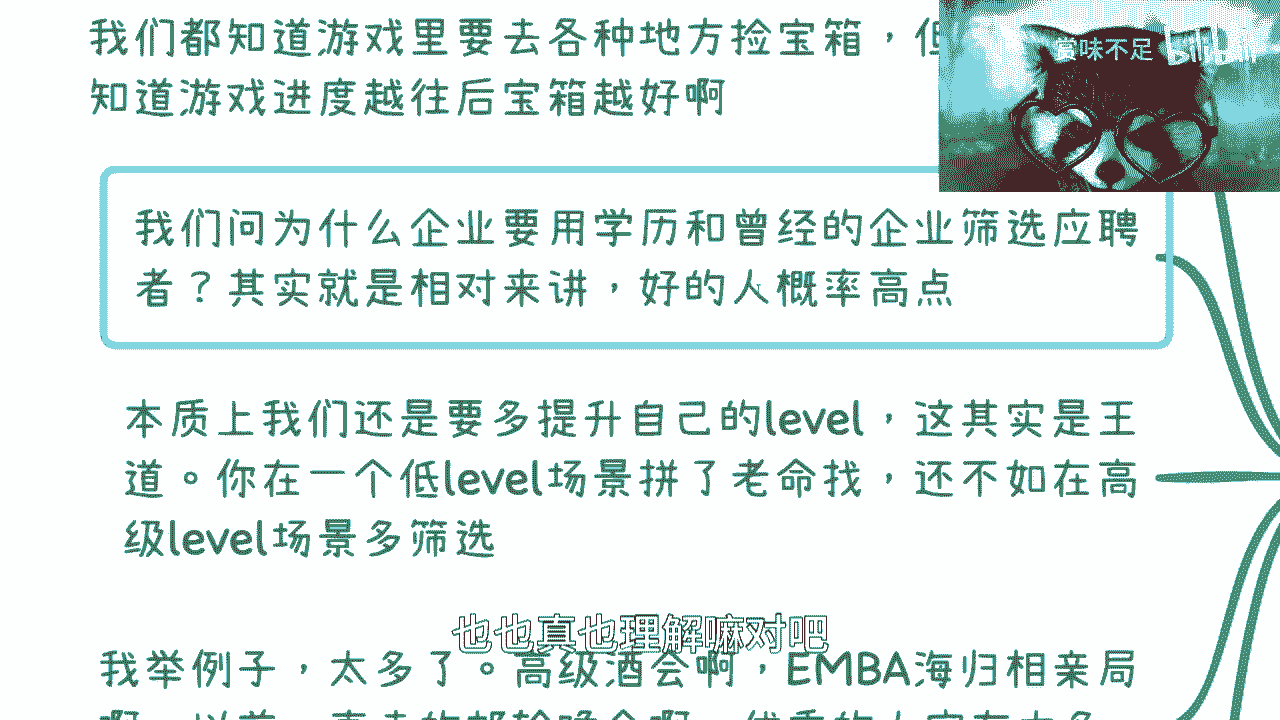 我们都知道游戏里要去各种地方捡宝箱，但
知道游戏进度越往后宝箱越好啊
赏味不足 bilibili
我们问为什么企业要用学历和曾经的企业筛选应聘
者？其实就是相对来讲，好的人概率高点
本质上我们还是要多提升自己的level，这其实是王
道。你在一个低level场景拼了老命找，还不如在高
级level场景多筛选
也也真也理解嘛对吧
我举例子，太多了。高级酒会啊，EMBA海归相亲局